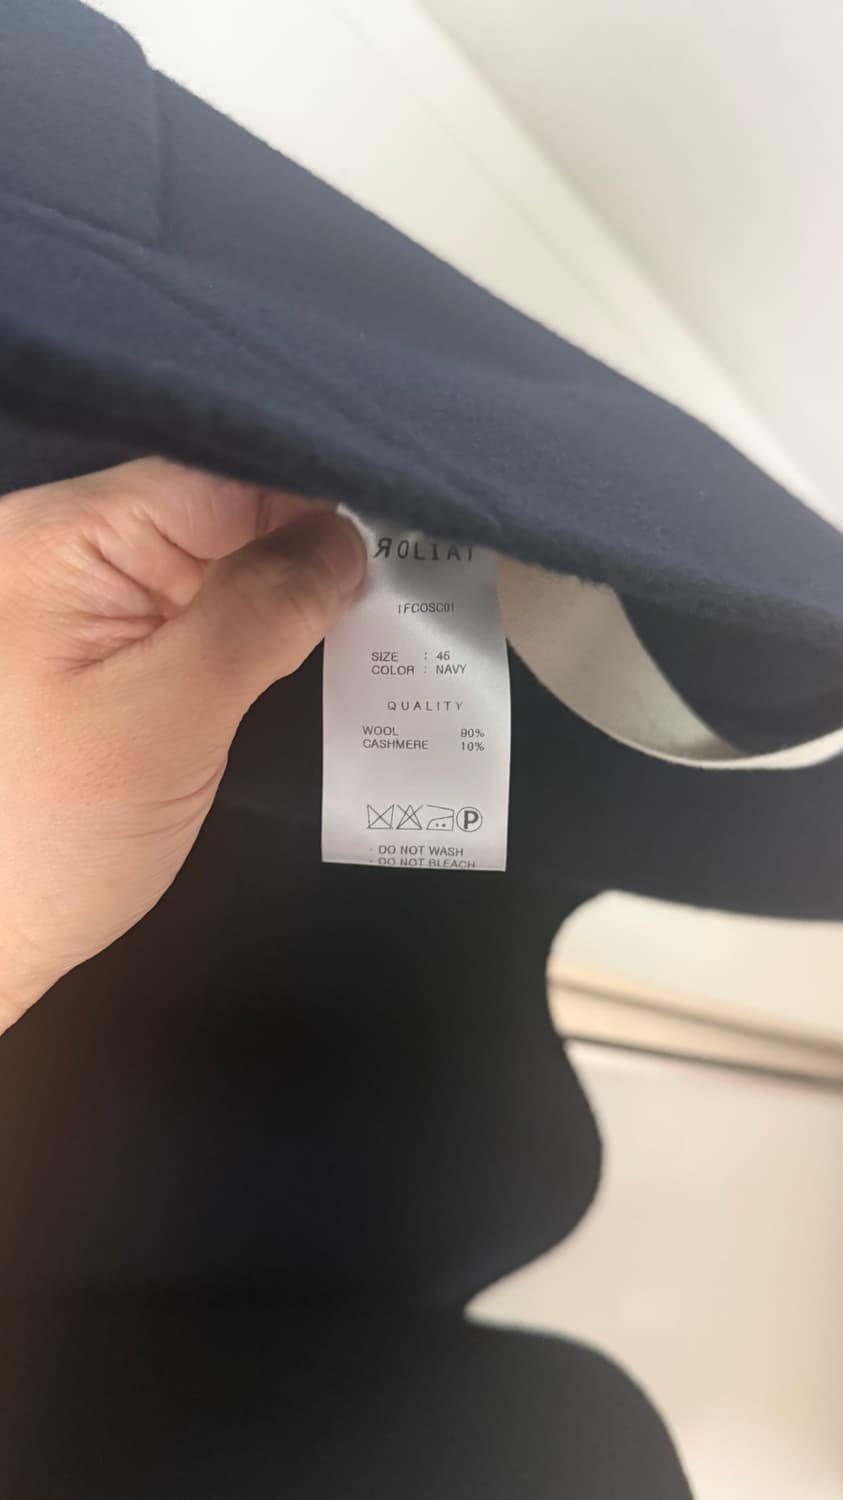 ЯOLIAT
1FCOSC01
SIZE : 46
COLOR : NAVY
QUALITY
WOOL 90%
CASHMERE 10%
P
- DO NOT WASH
- DO NOT BLEACH